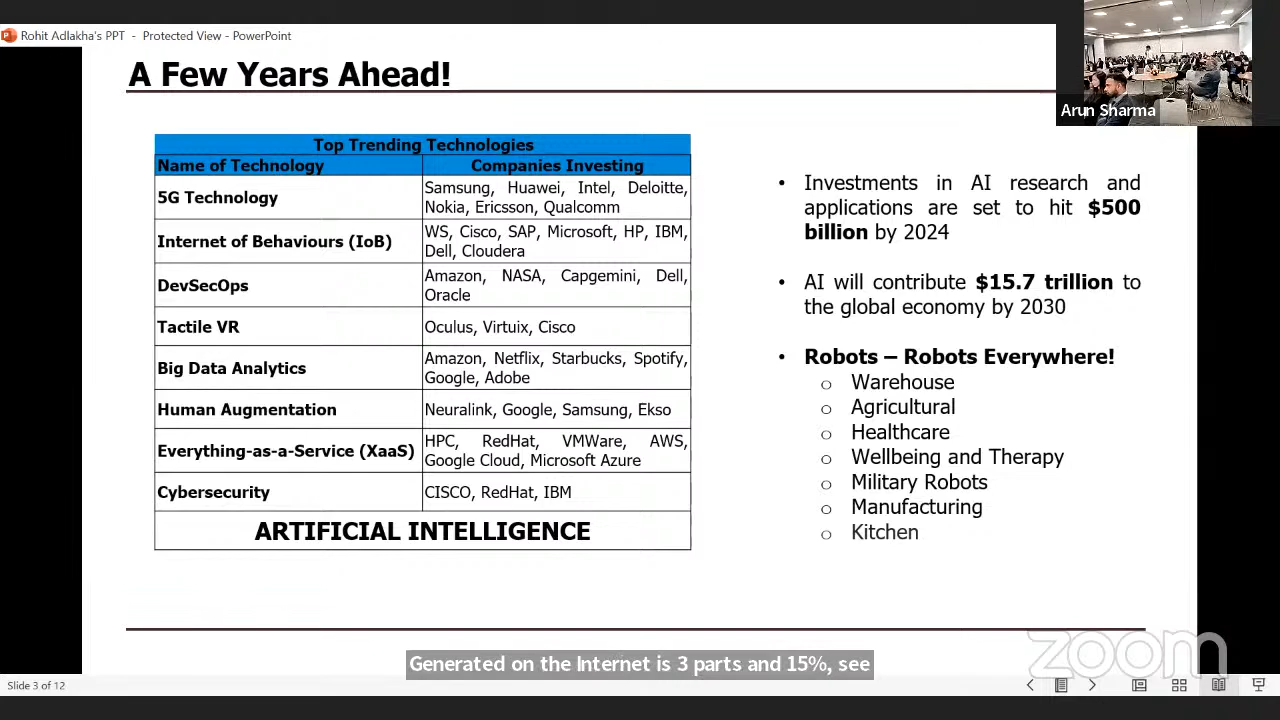 Rohit Adlakha's PPT - Protected View - PowerPoint
A Few Years Ahead!
Arun Sharma
Top Trending Technologies
Name of Technology Companies Investing
5G Technology
Samsung, Huawei, Intel, Deloitte,
Nokia, Ericsson, Qualcomm
Internet of Behaviours (IoB)
WS, Cisco, SAP, Microsoft, HP, IBM,
Dell, Cloudera
DevSecOps
Amazon, NASA, Capgemini, Dell,
Oracle
Tactile VR
Oculus, Virtuix, Cisco
Big Data Analytics
Amazon, Netflix, Starbucks, Spotify,
Google, Adobe
Human Augmentation
Neuralink, Google, Samsung, Ekso
Everything-as-a-Service (XaaS)
HPC, RedHat, VMWare, AWS,
Google Cloud, Microsoft Azure
Cybersecurity
CISCO, RedHat, IBM
ARTIFICIAL INTELLIGENCE
• Investments in AI research and
applications are set to hit $500
billion by 2024
• AI will contribute $15.7 trillion to
the global economy by 2030
• Robots – Robots Everywhere!
o Warehouse
o Agricultural
o Healthcare
o Wellbeing and Therapy
o Military Robots
o Manufacturing
o Kitchen
Generated on the Internet is 3 parts and 15%, see
zoom
Slide 3 of 12